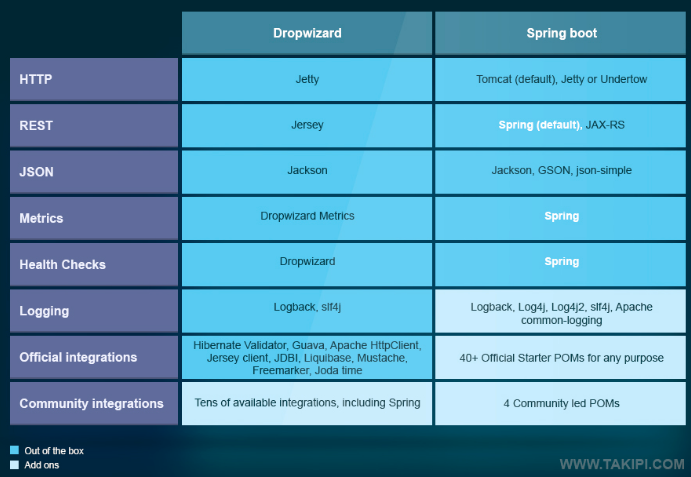 Dropwizard Spring boot
HTTP Jetty Tomcat (default), Jetty or Undertow
REST Jersey Spring (default), JAX-RS
JSON Jackson Jackson, GSON, json-simple
Metrics Dropwizard Metrics Spring
Health Checks Dropwizard Spring
Logging Logback, slf4j Logback, Log4j, Log4j2, slf4j, Apache
common-logging
Official integrations Hibernate Validator, Guava, Apache HttpClient,
Jersey client, JDBI, Liquibase, Mustache,
Freemarker, Joda time
40+ Official Starter POMs for any purpose
Community integrations Tens of available integrations, including Spring 4 Community led POMs
Out of the box
Add ons
WWW.TAKIPI.COM